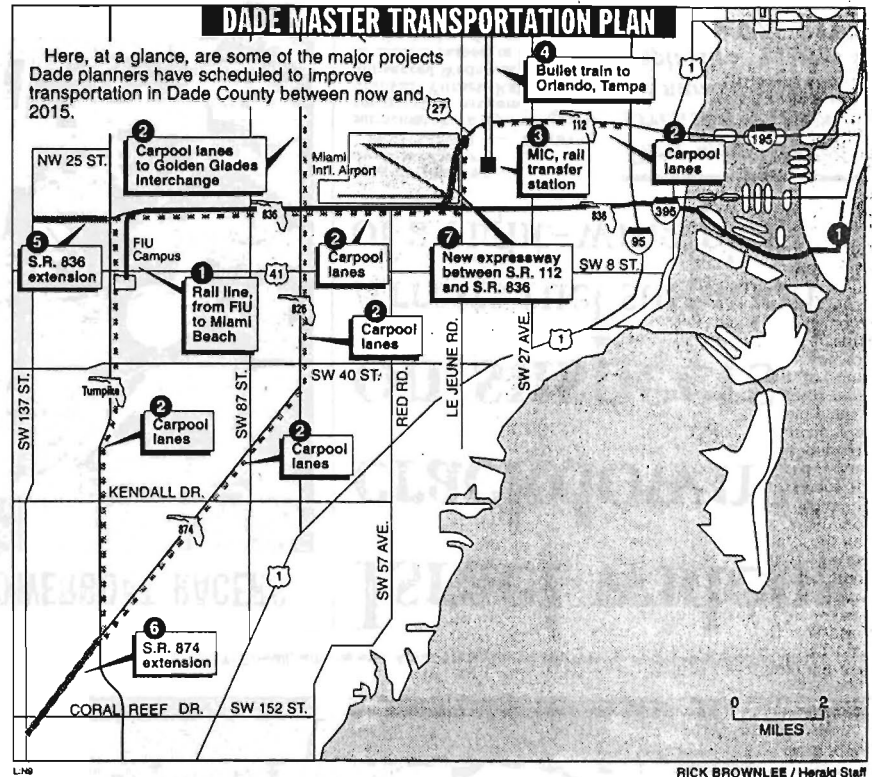 DADE MASTER TRANSPORTATION PLAN
Here, at a glance, are some of the major projects
Dade planners have scheduled to improve
transportation in Dade County between now and
2015.
4
Bullet train to
Orlando, Tampa
1
27
2
Carpool lanes
to Golden Glades
Interchange
NW 25 ST.
Miami
Int'l. Airport
112
3
MIC, rail
transfer
station
2
Carpool
lanes
195
836
836
395
5
S.R. 836
extension
FIU
Campus
1
Rail line,
from FIU
to Miami
Beach
41
2
Carpool
lanes
7
New expressway
between S.R. 112
and S.R. 836
95
SW 8 ST.
1
826
2
Carpool
lanes
1
SW 40 ST.
Turnpike
SW 137 ST.
SW 87 ST.
RED RD.
LE JEUNE RD.
SW 27 AVE.
2
Carpool
lanes
2
Carpool
lanes
KENDALL DR.
874
1
SW 57 AVE.
6
S.R. 874
extension
CORAL REEF DR.
SW 152 ST.
0 2
MILES
RICK BROWNLEE / Herald Staff